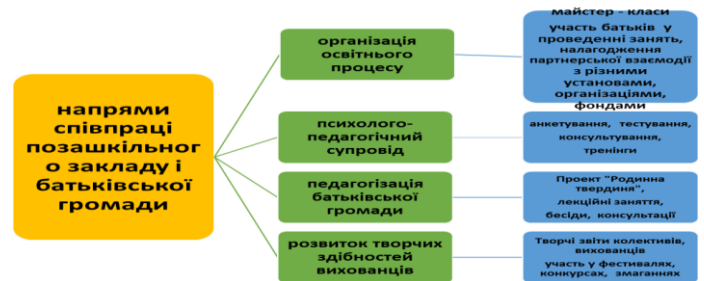 напрями
співпраці
позашкільног
о закладу і
батьківської
громади
організація
освітнього
процесу
майстер - класи
участь батьків у
проведенні занять,
налагодження
партнерської взаємодії
з різними
установами,
організаціями,
фондами
психолого-
педагогічний
супровід
анкетування, тестування,
консультування,
тренінги
педагогізація
батьківської
громади
Проект "Родинна
твердиня",
лекційні заняття,
бесіди, консультації
розвиток творчих
здібностей
вихованців
Творчі звіти колективів,
вихованців
участь у фестивалях,
конкурсах, змаганнях